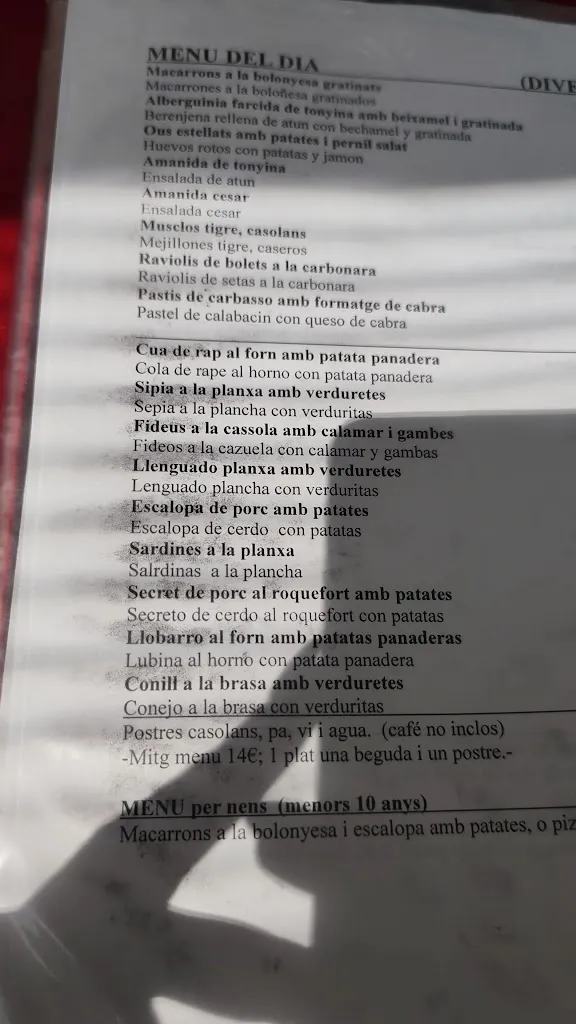 MENU DEL DIA
(DIVE
Macarrons a la bolonyesa gratinats
Macarrones a la boloñesa gratinados
Alberguinia farcida de tonyina amb beixamel i gratinada
Berenjena rellena de atun con bechamel y gratinada
Ous estellats amb patates i pernil salat
Huevos rotos con patatas y jamon
Amanida de tonyina
Ensalada de atun
Amanida cesar
Ensalada cesar
Musclos tigre, casolans
Mejillones tigre, caseros
Raviolis de bolets a la carbonara
Raviolis de setas a la carbonara
Pastis de carbasso amb formatge de cabra
Pastel de calabacin con queso de cabra
Cua de rap al forn amb patata panadera
Cola de rape al horno con patata panadera
Sipia a la planxa amb verduretes
Sepia a la plancha con verduritas
Fideus a la cassola amb calamar i gambes
Fideos a la cazuela con calamar y gambas
Llenguado planxa amb verduretes
Lenguado plancha con verduritas
Escalopa de porc amb patates
Escalopa de cerdo con patatas
Sardines a la planxa
Salrdinas a la plancha
Secret de porc al roquefort amb patates
Secreto de cerdo al roquefort con patatas
Llobarro al forn amb patatas panaderas
Lubina al horno con patata panadera
Conill a la brasa amb verduretes
Conejo a la brasa con verduritas
Postres casolans, pa, vi i agua. (café no inclos)
-Mitg menu 14€; 1 plat una beguda i un postre.-
MENU per nens (menors 10 anys)
Macarrons a la bolonyesa i escalopa amb patates, o piz